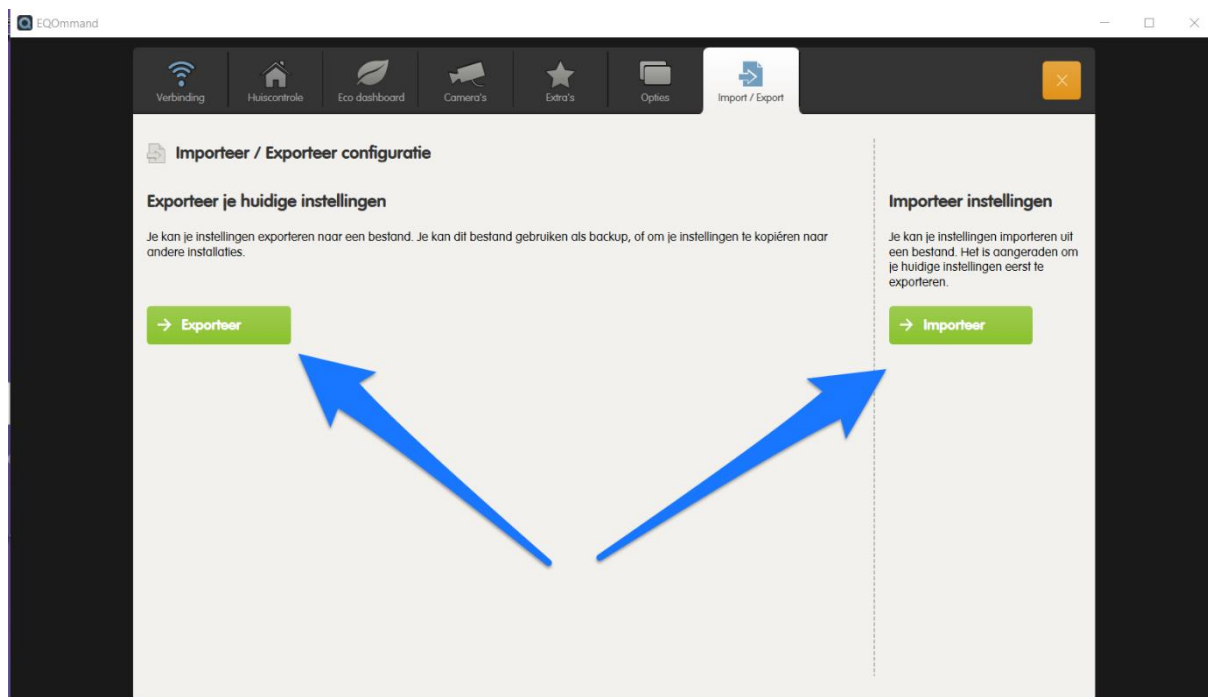 EQOmmand
Verbinding
Huiscontrole
Eco dashboard
Camera's
Extra's
Opties
Import / Export
Importeer / Exporteer configuratie
Exporteer je huidige instellingen
Je kan je instellingen exporteren naar een bestand. Je kan dit bestand gebruiken als backup, of om je instellingen te kopiëren naar
andere installaties.
Exporteer
Importeer instellingen
Je kan je instellingen importeren uit
een bestand. Het is aangeraden om
je huidige instellingen eerst te
exporteren.
Importeer